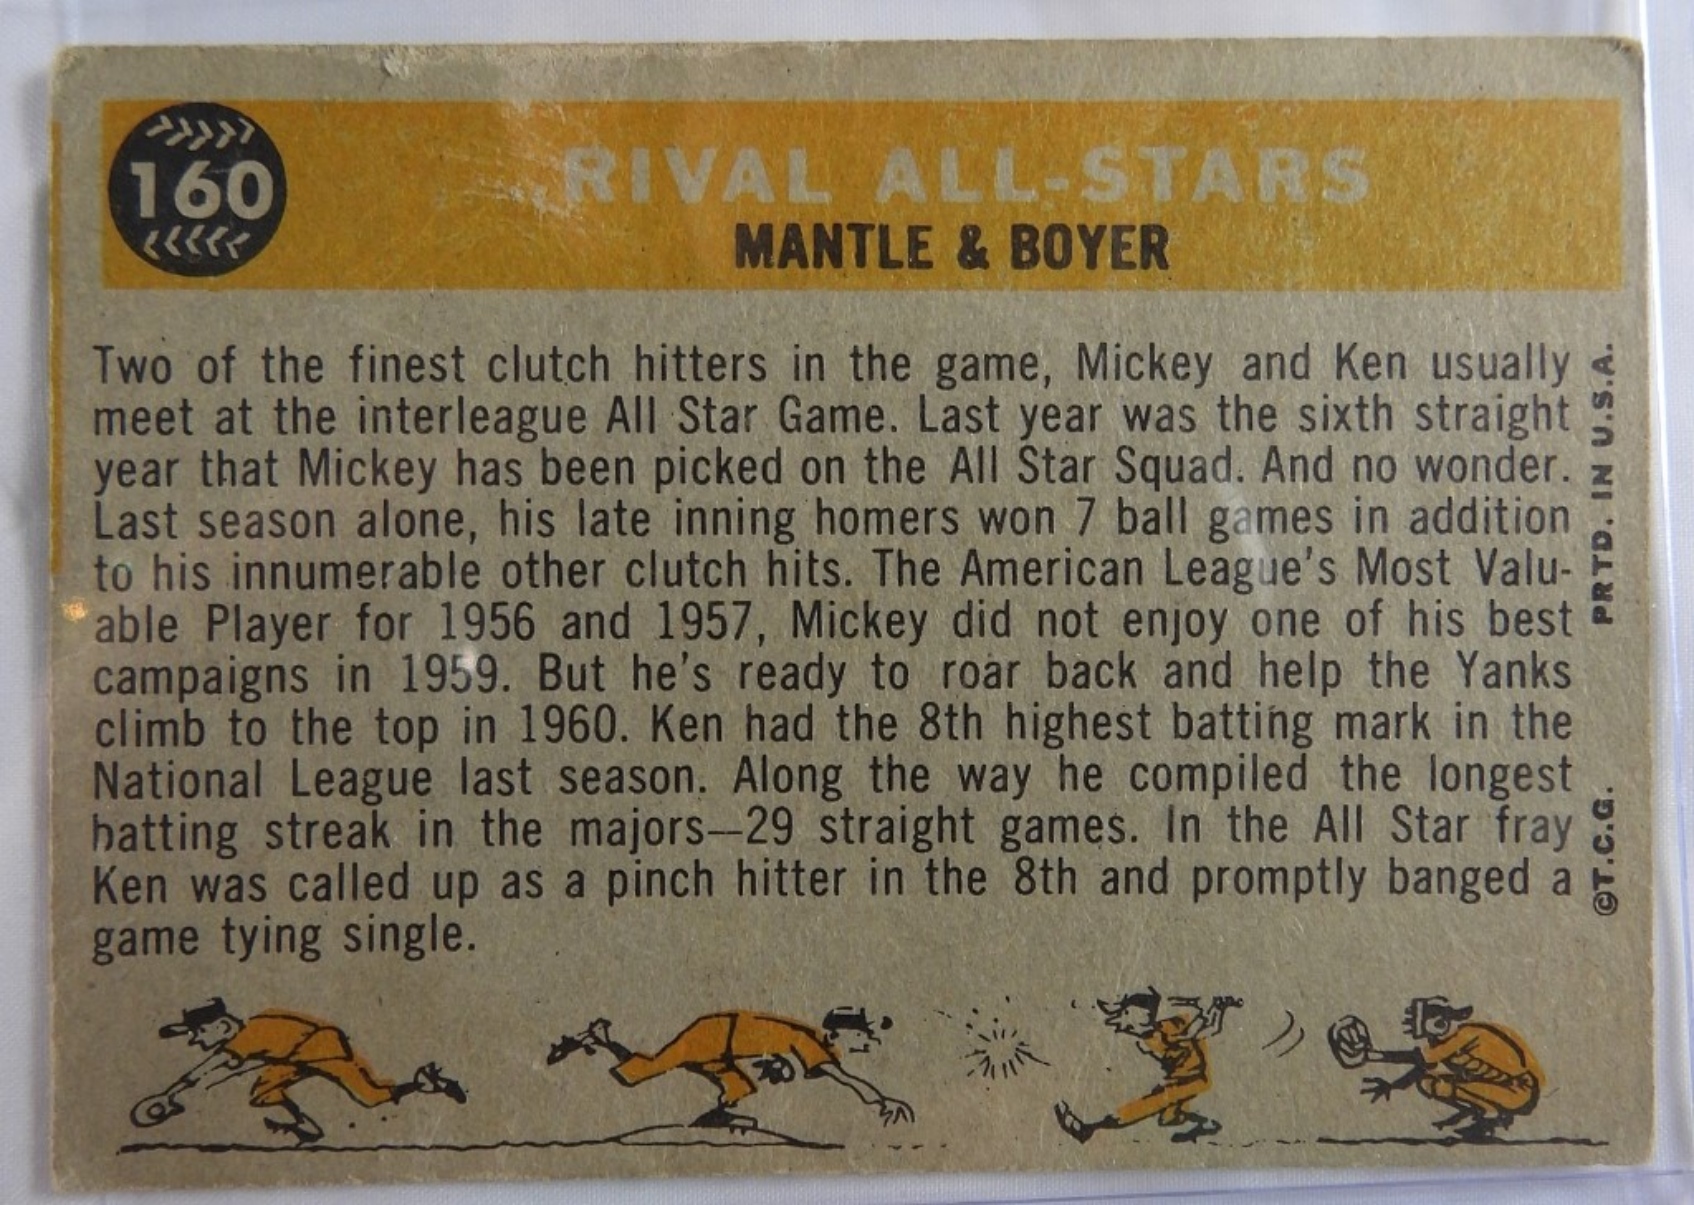 160
RIVAL ALL-STARS
MANTLE & BOYER
Two of the finest clutch hitters in the game, Mickey and Ken usually
meet at the interleague All Star Game. Last year was the sixth straight
year that Mickey has been picked on the All Star Squad. And no wonder.
Last season alone, his late inning homers won 7 ball games in addition
to his innumerable other clutch hits. The American League's Most Valu-
able Player for 1956 and 1957, Mickey did not enjoy one of his best
campaigns in 1959. But he's ready to roar back and help the Yanks
climb to the top in 1960. Ken had the 8th highest batting mark in the
National League last season. Along the way he compiled the longest
batting streak in the majors—29 straight games. In the All Star fray
Ken was called up as a pinch hitter in the 8th and promptly banged a
game tying single.
©T.C.G. PRTD. IN U.S.A.